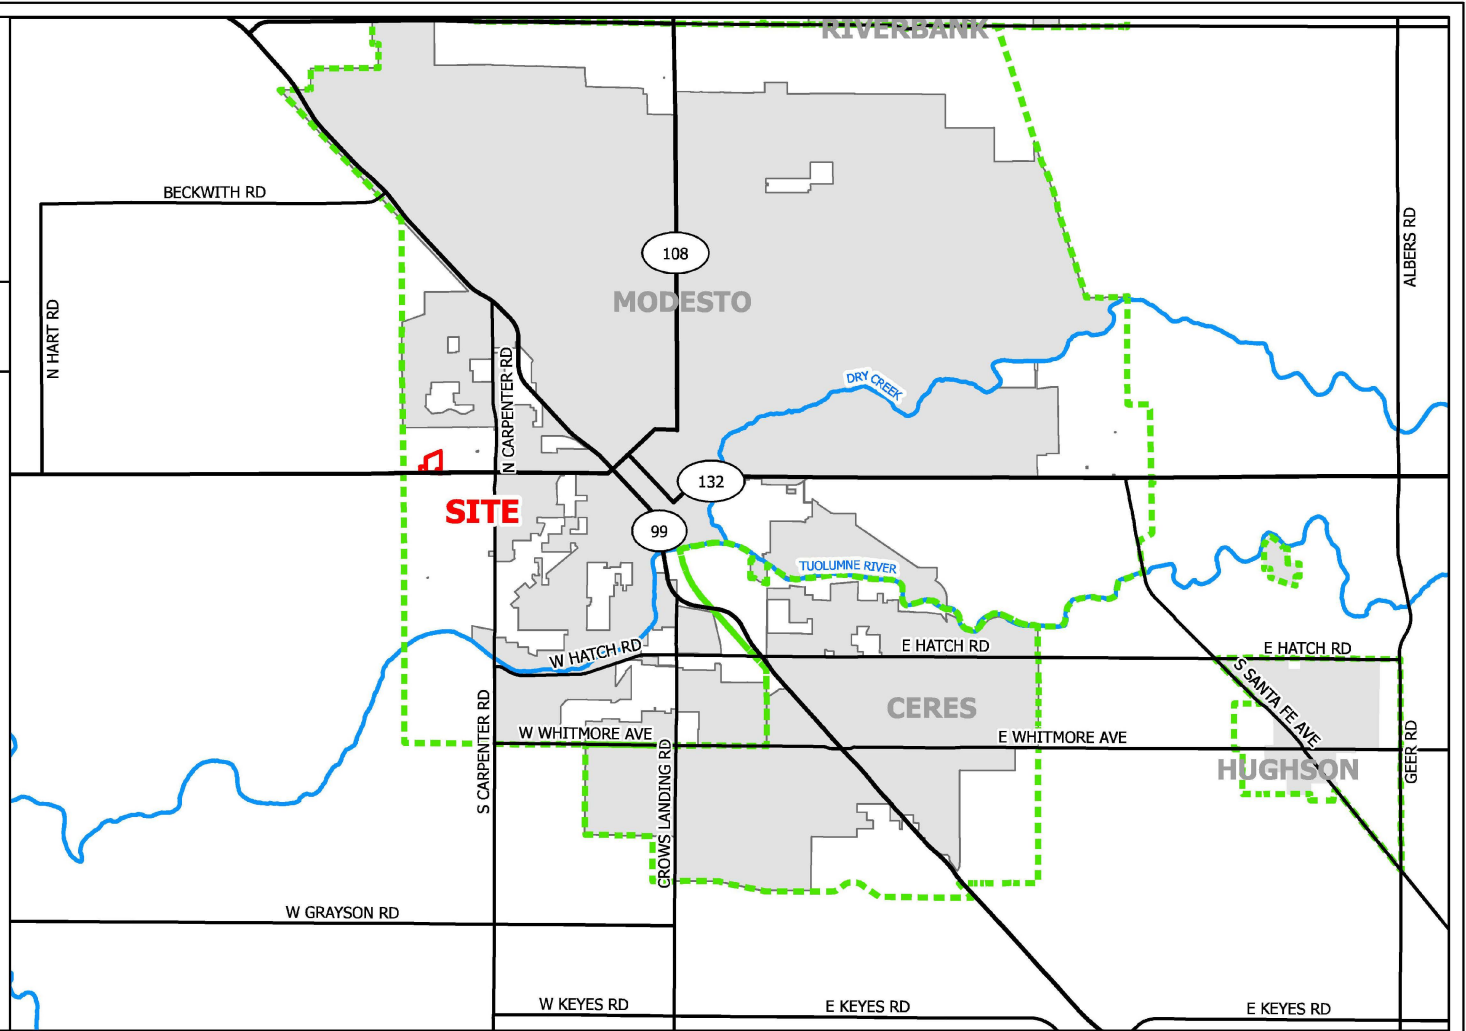 RIVERBANK
BECKWITH RD
ALBERS RD
108
MODESTO
N HART RD
N CARPENTER RD
DRY CREEK
132
SITE
99
TUOLUMNE RIVER
W HATCH RD
E HATCH RD
E HATCH RD
S SANTA FE AVE
CERES
S CARPENTER RD
W WHITMORE AVE
E WHITMORE AVE
CROWS LANDING RD
GEER RD
HUGHSON
W GRAYSON RD
W KEYES RD
E KEYES RD
E KEYES RD